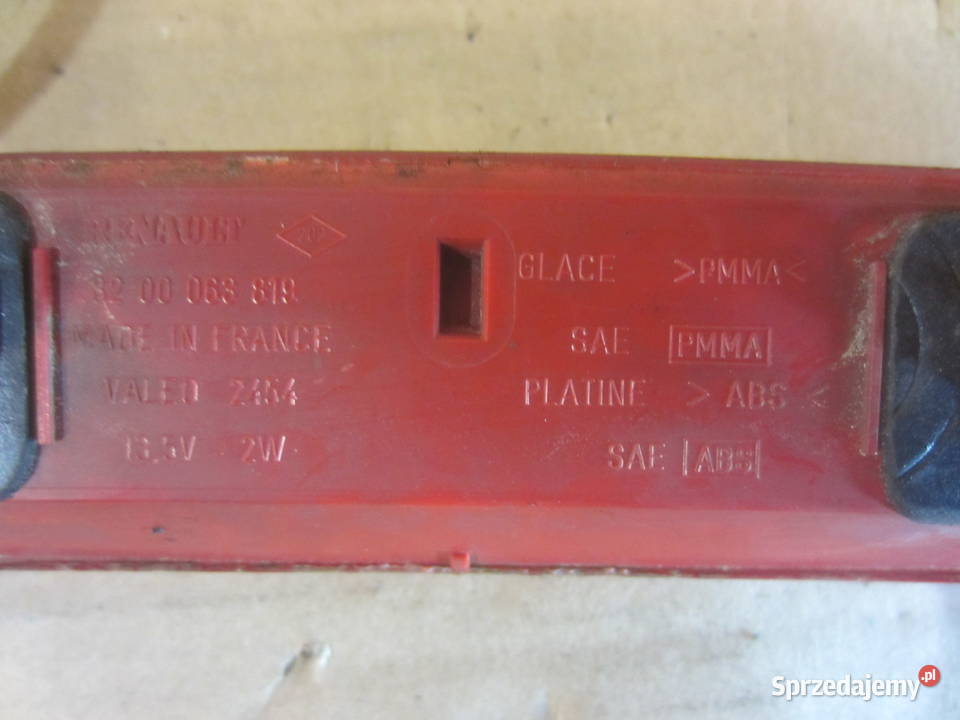 RENAULT
82 00 063 819
MADE IN FRANCE
VALEO 2454
13.5V 2W
GLACE >PMMA<
SAE PMMA
PLATINE >ABS<
SAE ABS
Sprzedajemy.pl